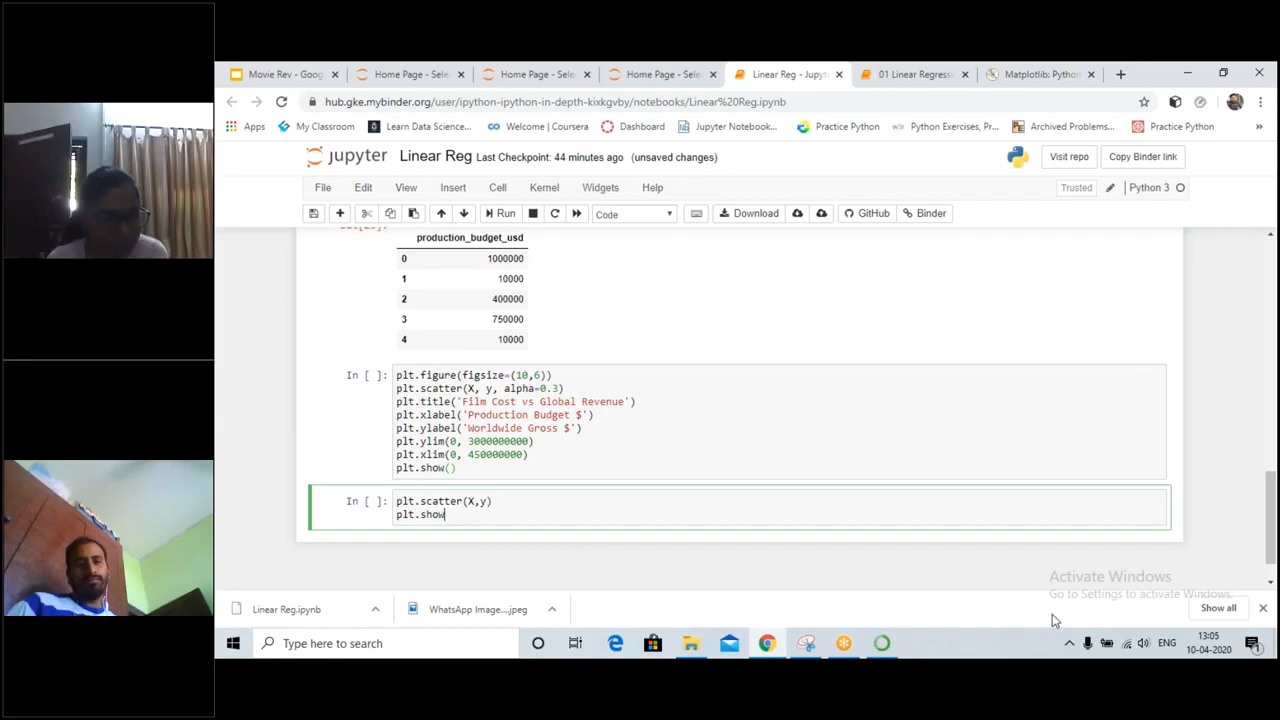 Movie Rev - Goog
Home Page - Sele
Home Page - Sele
Home Page - Sele
Linear Reg - Jupyt
01 Linear Regress
Matplotlib: Python
hub.gke.mybinder.org/user/ipython-ipython-in-depth-kixkgvby/notebooks/Linear%20Reg.ipynb
Apps
My Classroom
Learn Data Science...
Welcome | Coursera
Dashboard
Jupyter Notebook...
Practice Python
Python Exercises, Pr...
Archived Problems...
Practice Python
jupyter Linear Reg Last Checkpoint: 44 minutes ago (unsaved changes)
Visit repo
Copy Binder link
File Edit View Insert Cell Kernel Widgets Help
Trusted
Python 3
Run
Code
Download
GitHub
Binder
production_budget_usd
0 1000000
1 10000
2 400000
3 750000
4 10000
In [ ]: plt.figure(figsize=(10,6))
plt.scatter(X, y, alpha=0.3)
plt.title('Film Cost vs Global Revenue')
plt.xlabel('Production Budget $')
plt.ylabel('Worldwide Gross $')
plt.ylim(0, 3000000000)
plt.xlim(0, 450000000)
plt.show()
In [ ]: plt.scatter(X,y)
plt.show
Activate Windows
Go to Settings to activate Windows.
Linear Reg.ipynb
WhatsApp Image....jpeg
Show all
Type here to search
ENG
13:05
10-04-2020